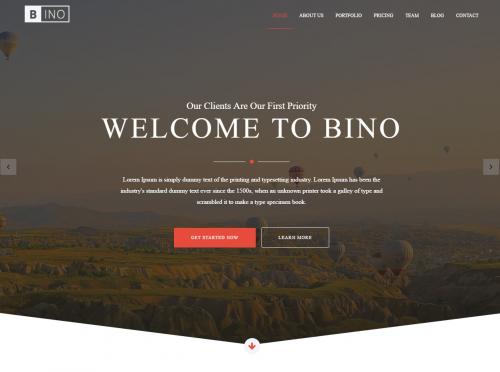 B INO
HOME ABOUT US PORTFOLIO PRICING TEAM BLOG CONTACT
Our Clients Are Our First Priority
WELCOME TO BINO
Lorem Ipsum is simply dummy text of the printing and typesetting industry. Lorem Ipsum has been the
industry's standard dummy text ever since the 1500s, when an unknown printer took a galley of type and
scrambled it to make a type specimen book.
GET STARTED NOW LEARN MORE